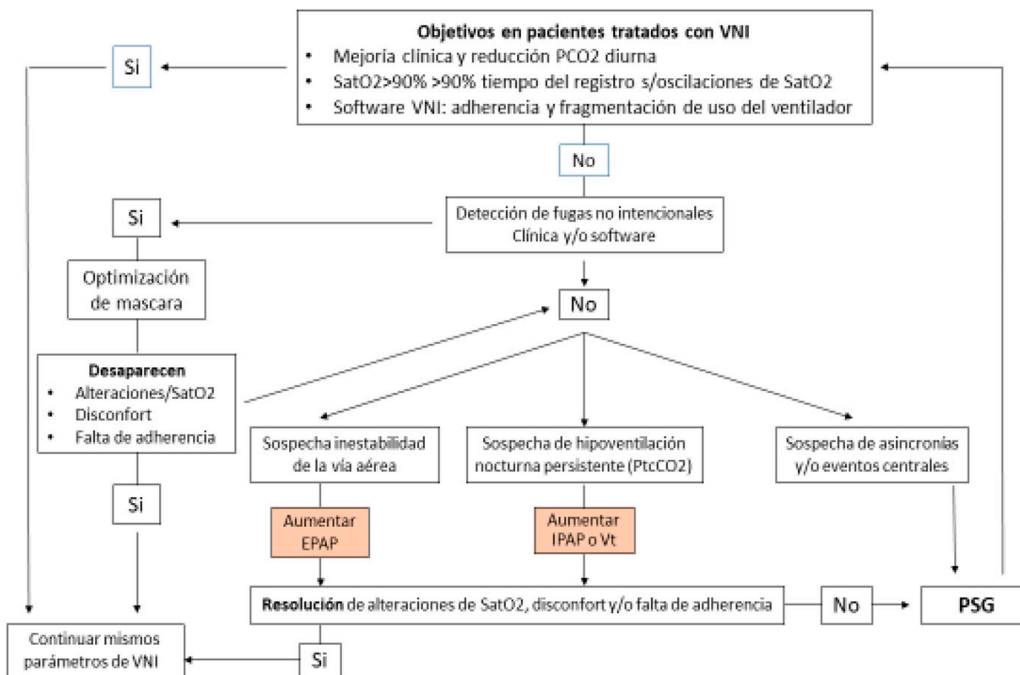 Objetivos en pacientes tratados con VNI
• Mejoría clínica y reducción PCO2 diurna
• SatO2>90% >90% tiempo del registro s/oscilaciones de SatO2
• Software VNI: adherencia y fragmentación de uso del ventilador
Si
No
Detección de fugas no intencionales
Clínica y/o software
Si
Optimización
de mascara
No
Desaparecen
• Alteraciones/SatO2
• Disconfort
• Falta de adherencia
Sospecha inestabilidad
de la vía aérea
Sospecha de hipoventilación
nocturna persistente (PtcCO2)
Sospecha de asincronías
y/o eventos centrales
Si
Aumentar
EPAP
Aumentar
IPAP o Vt
Resolución de alteraciones de SatO2, disconfort y/o falta de adherencia
No
PSG
Continuar mismos
parámetros de VNI
Si